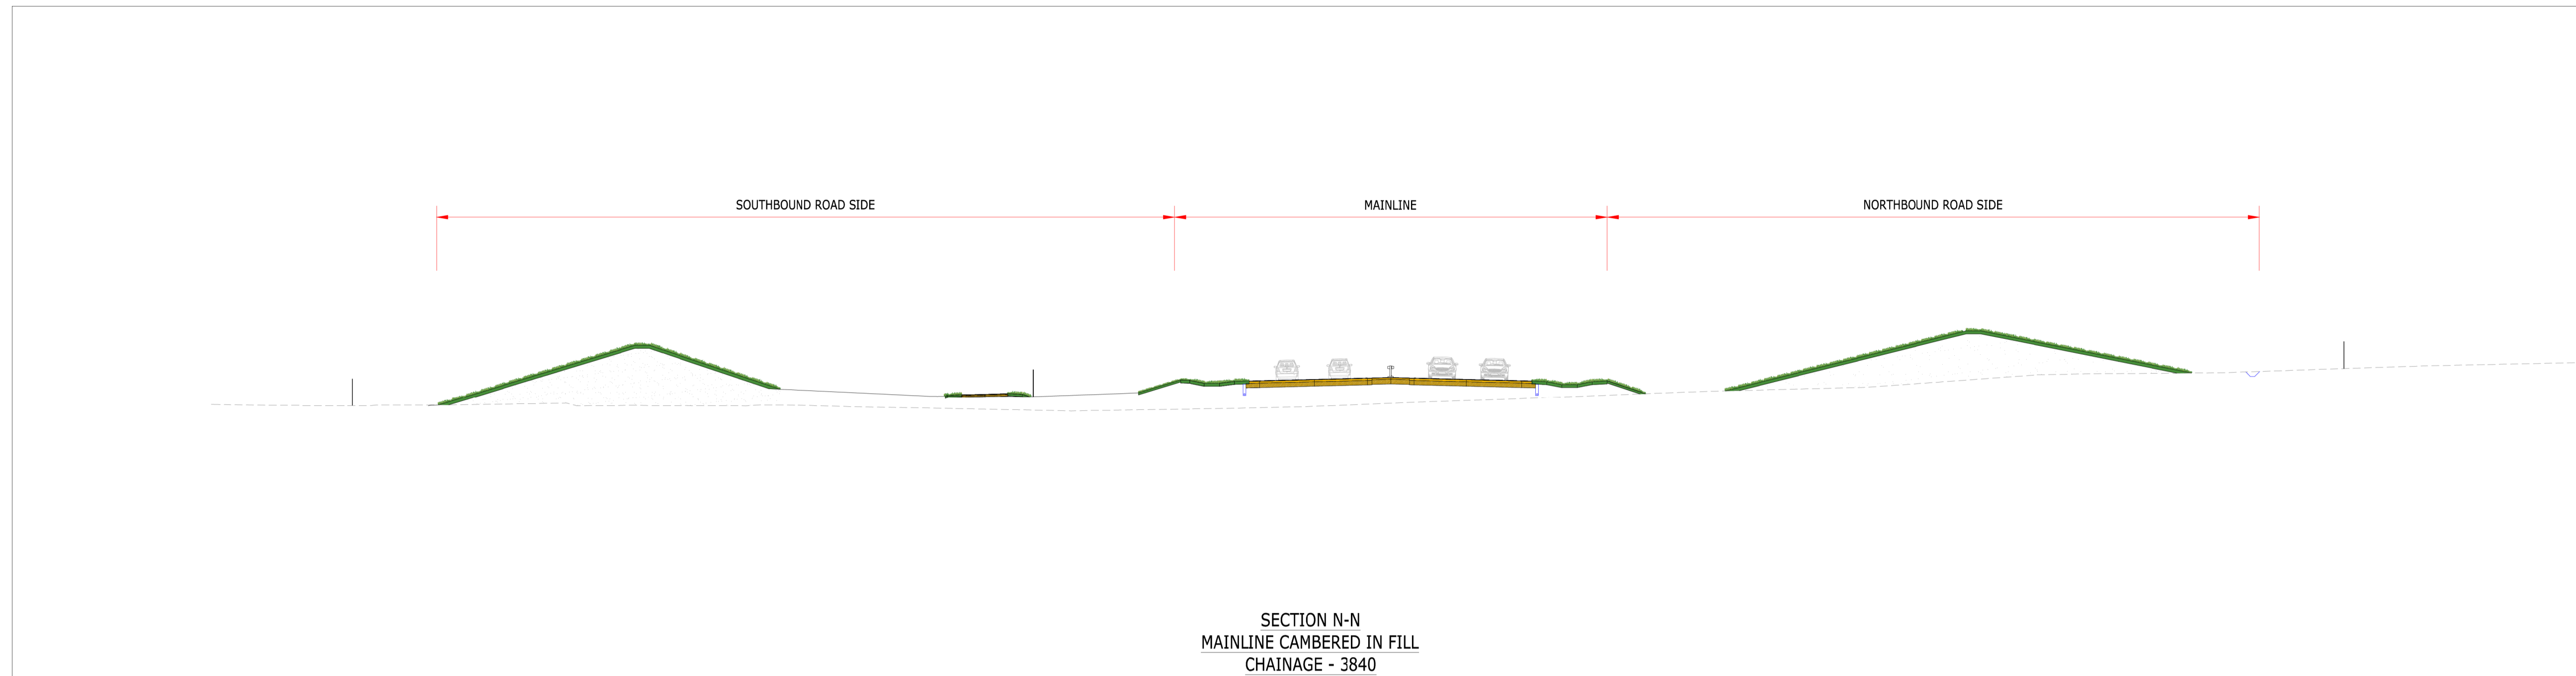 SOUTHBOUND ROAD SIDE
MAINLINE
NORTHBOUND ROAD SIDE
SECTION N-N
MAINLINE CAMBERED IN FILL
CHAINAGE - 3840